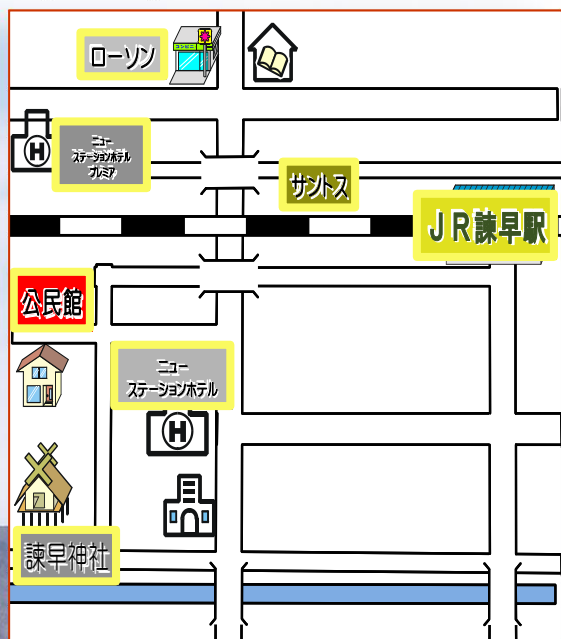 ローソン
コンビニ
H
ニュー
ステーションホテル
プレミア
サントス
JR諫早駅
公民館
ニュー
ステーションホテル
H
諫早神社